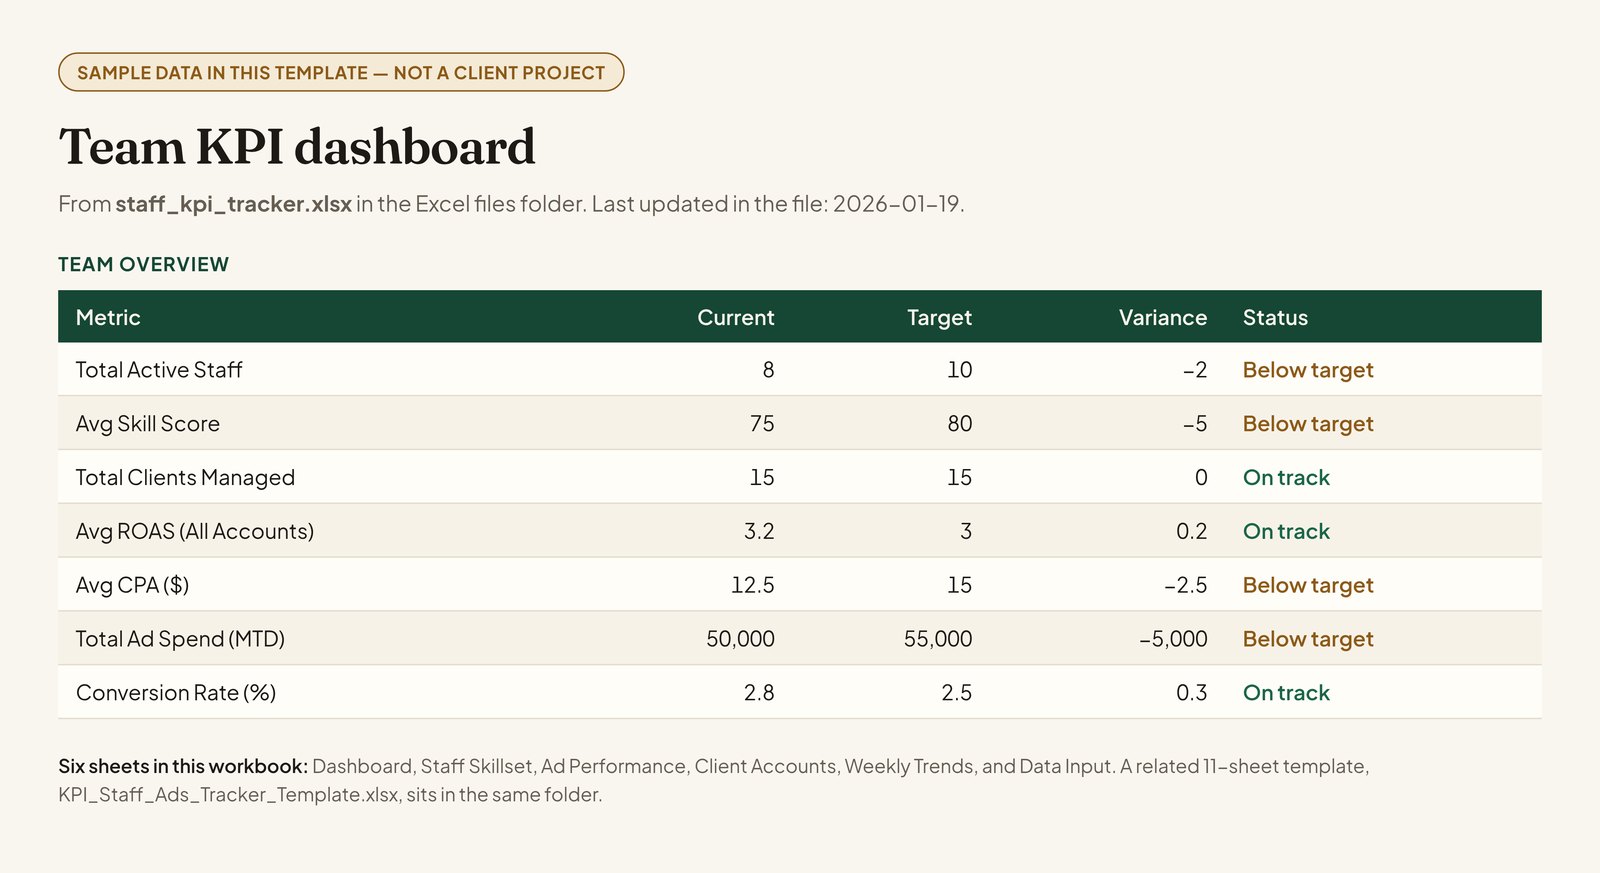 SAMPLE DATA IN THIS TEMPLATE — NOT A CLIENT PROJECT
Team KPI dashboard
From staff_kpi_tracker.xlsx in the Excel files folder. Last updated in the file: 2026-01-19.
TEAM OVERVIEW
Metric Current Target Variance Status
Total Active Staff 8 10 -2 Below target
Avg Skill Score 75 80 -5 Below target
Total Clients Managed 15 15 0 On track
Avg ROAS (All Accounts) 3.2 3 0.2 On track
Avg CPA ($) 12.5 15 -2.5 Below target
Total Ad Spend (MTD) 50,000 55,000 -5,000 Below target
Conversion Rate (%) 2.8 2.5 0.3 On track
Six sheets in this workbook: Dashboard, Staff Skillset, Ad Performance, Client Accounts, Weekly Trends, and Data Input. A related 11-sheet template,
KPI_Staff_Ads_Tracker_Template.xlsx, sits in the same folder.